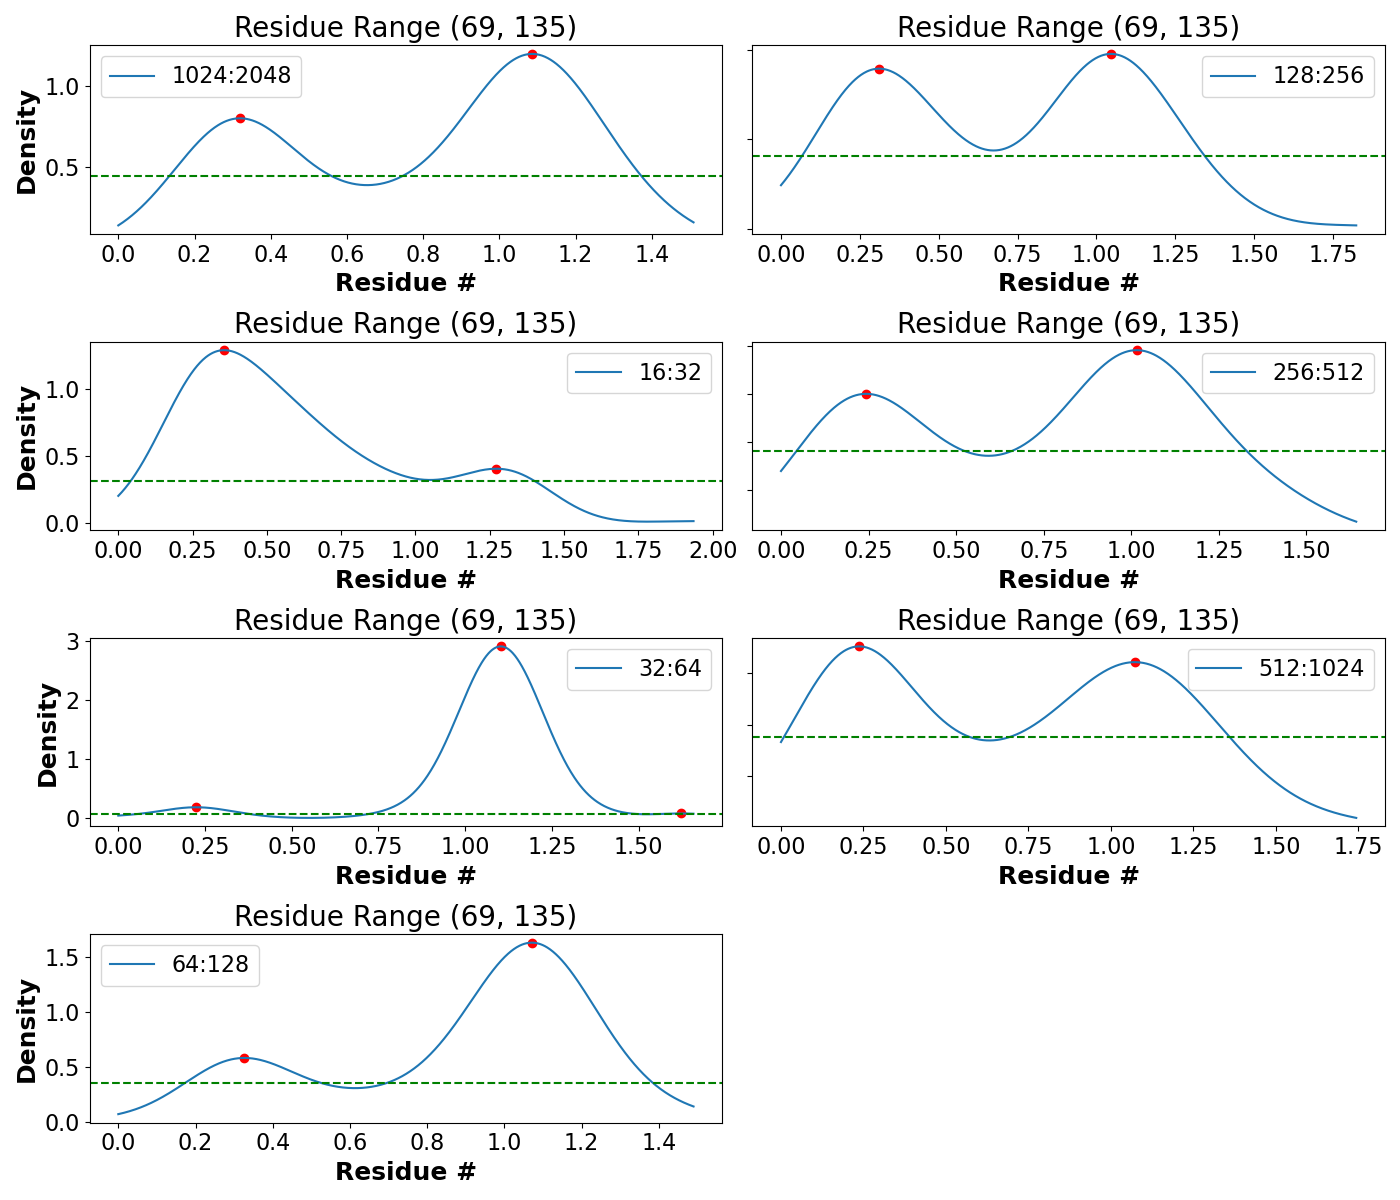 Residue Range (69, 135)
1024:2048
Density
1.0
0.5
0.0 0.2 0.4 0.6 0.8 1.0 1.2 1.4
Residue #
Residue Range (69, 135)
128:256
0.00 0.25 0.50 0.75 1.00 1.25 1.50 1.75
Residue #
Residue Range (69, 135)
16:32
Density
1.0
0.5
0.0
0.00 0.25 0.50 0.75 1.00 1.25 1.50 1.75 2.00
Residue #
Residue Range (69, 135)
256:512
0.00 0.25 0.50 0.75 1.00 1.25 1.50
Residue #
Residue Range (69, 135)
32:64
Density
3
2
1
0
0.00 0.25 0.50 0.75 1.00 1.25 1.50
Residue #
Residue Range (69, 135)
512:1024
0.00 0.25 0.50 0.75 1.00 1.25 1.50 1.75
Residue #
Residue Range (69, 135)
64:128
Density
1.5
1.0
0.5
0.0
0.0 0.2 0.4 0.6 0.8 1.0 1.2 1.4
Residue #